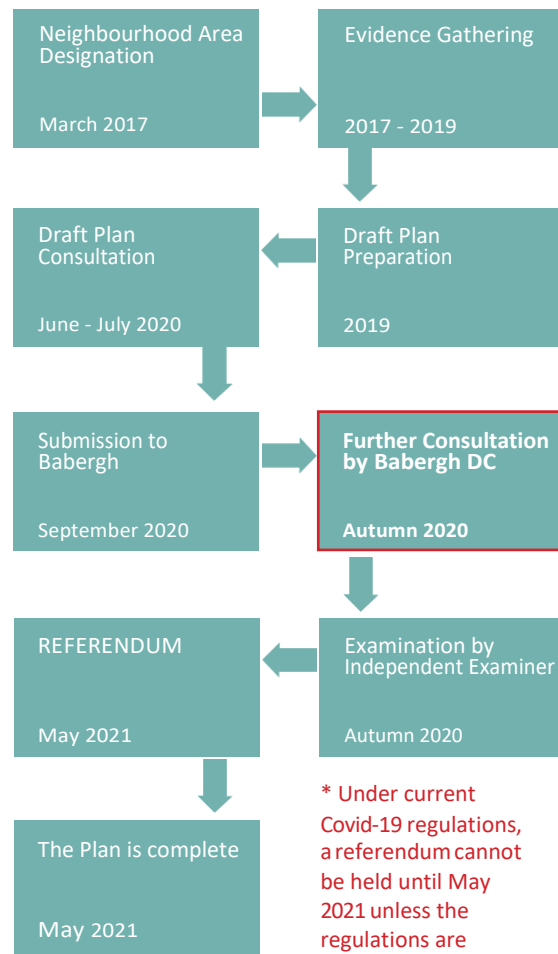 Neighbourhood Area
Designation
March 2017
Evidence Gathering
2017 - 2019
Draft Plan
Preparation
2019
Draft Plan
Consultation
June - July 2020
Submission to
Babergh
September 2020
Further Consultation
by Babergh DC
Autumn 2020
Examination by
Independent Examiner
Autumn 2020
REFERENDUM
May 2021
The Plan is complete
May 2021
* Under current
Covid-19 regulations,
a referendum cannot
be held until May
2021 unless the
regulations are